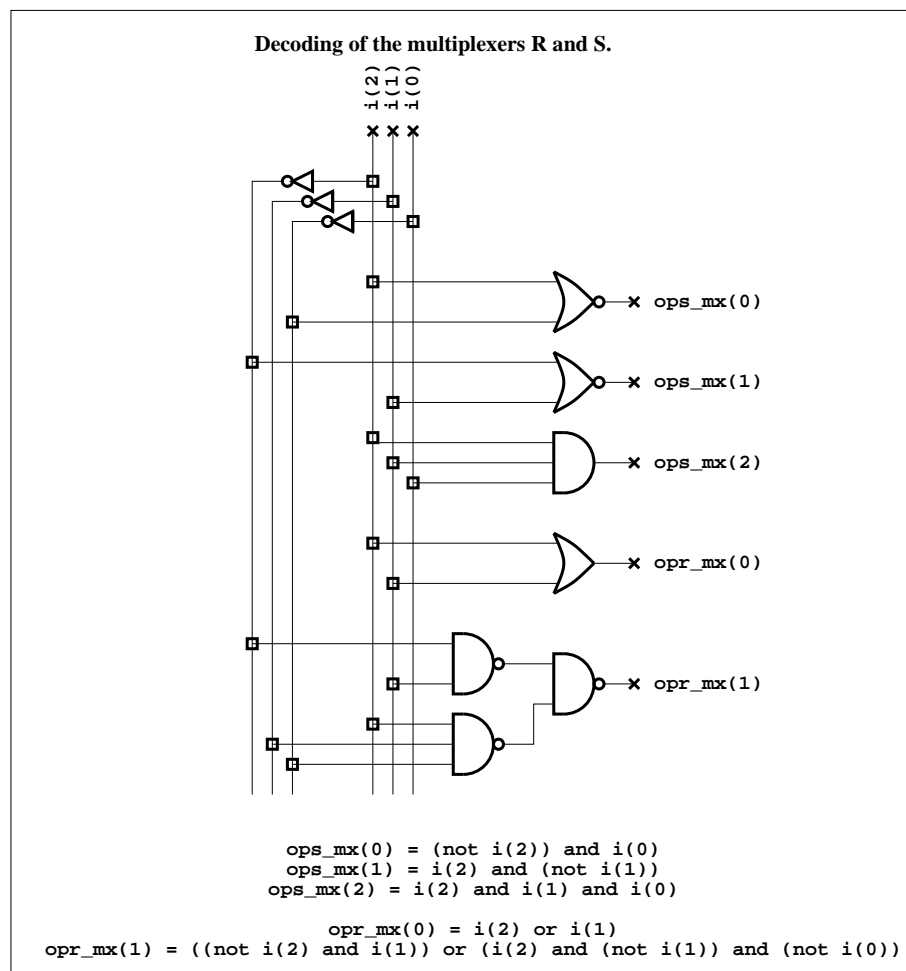 Decoding of the multiplexers R and S.
i(2)
i(1)
i(0)
ops_mx(0)
ops_mx(1)
ops_mx(2)
opr_mx(0)
opr_mx(1)
ops_mx(0) = (not i(2)) and i(0)
ops_mx(1) = i(2) and (not i(1))
ops_mx(2) = i(2) and i(1) and i(0)
opr_mx(0) = i(2) or i(1)
opr_mx(1) = ((not i(2) and i(1)) or (i(2) and (not i(1)) and (not i(0))